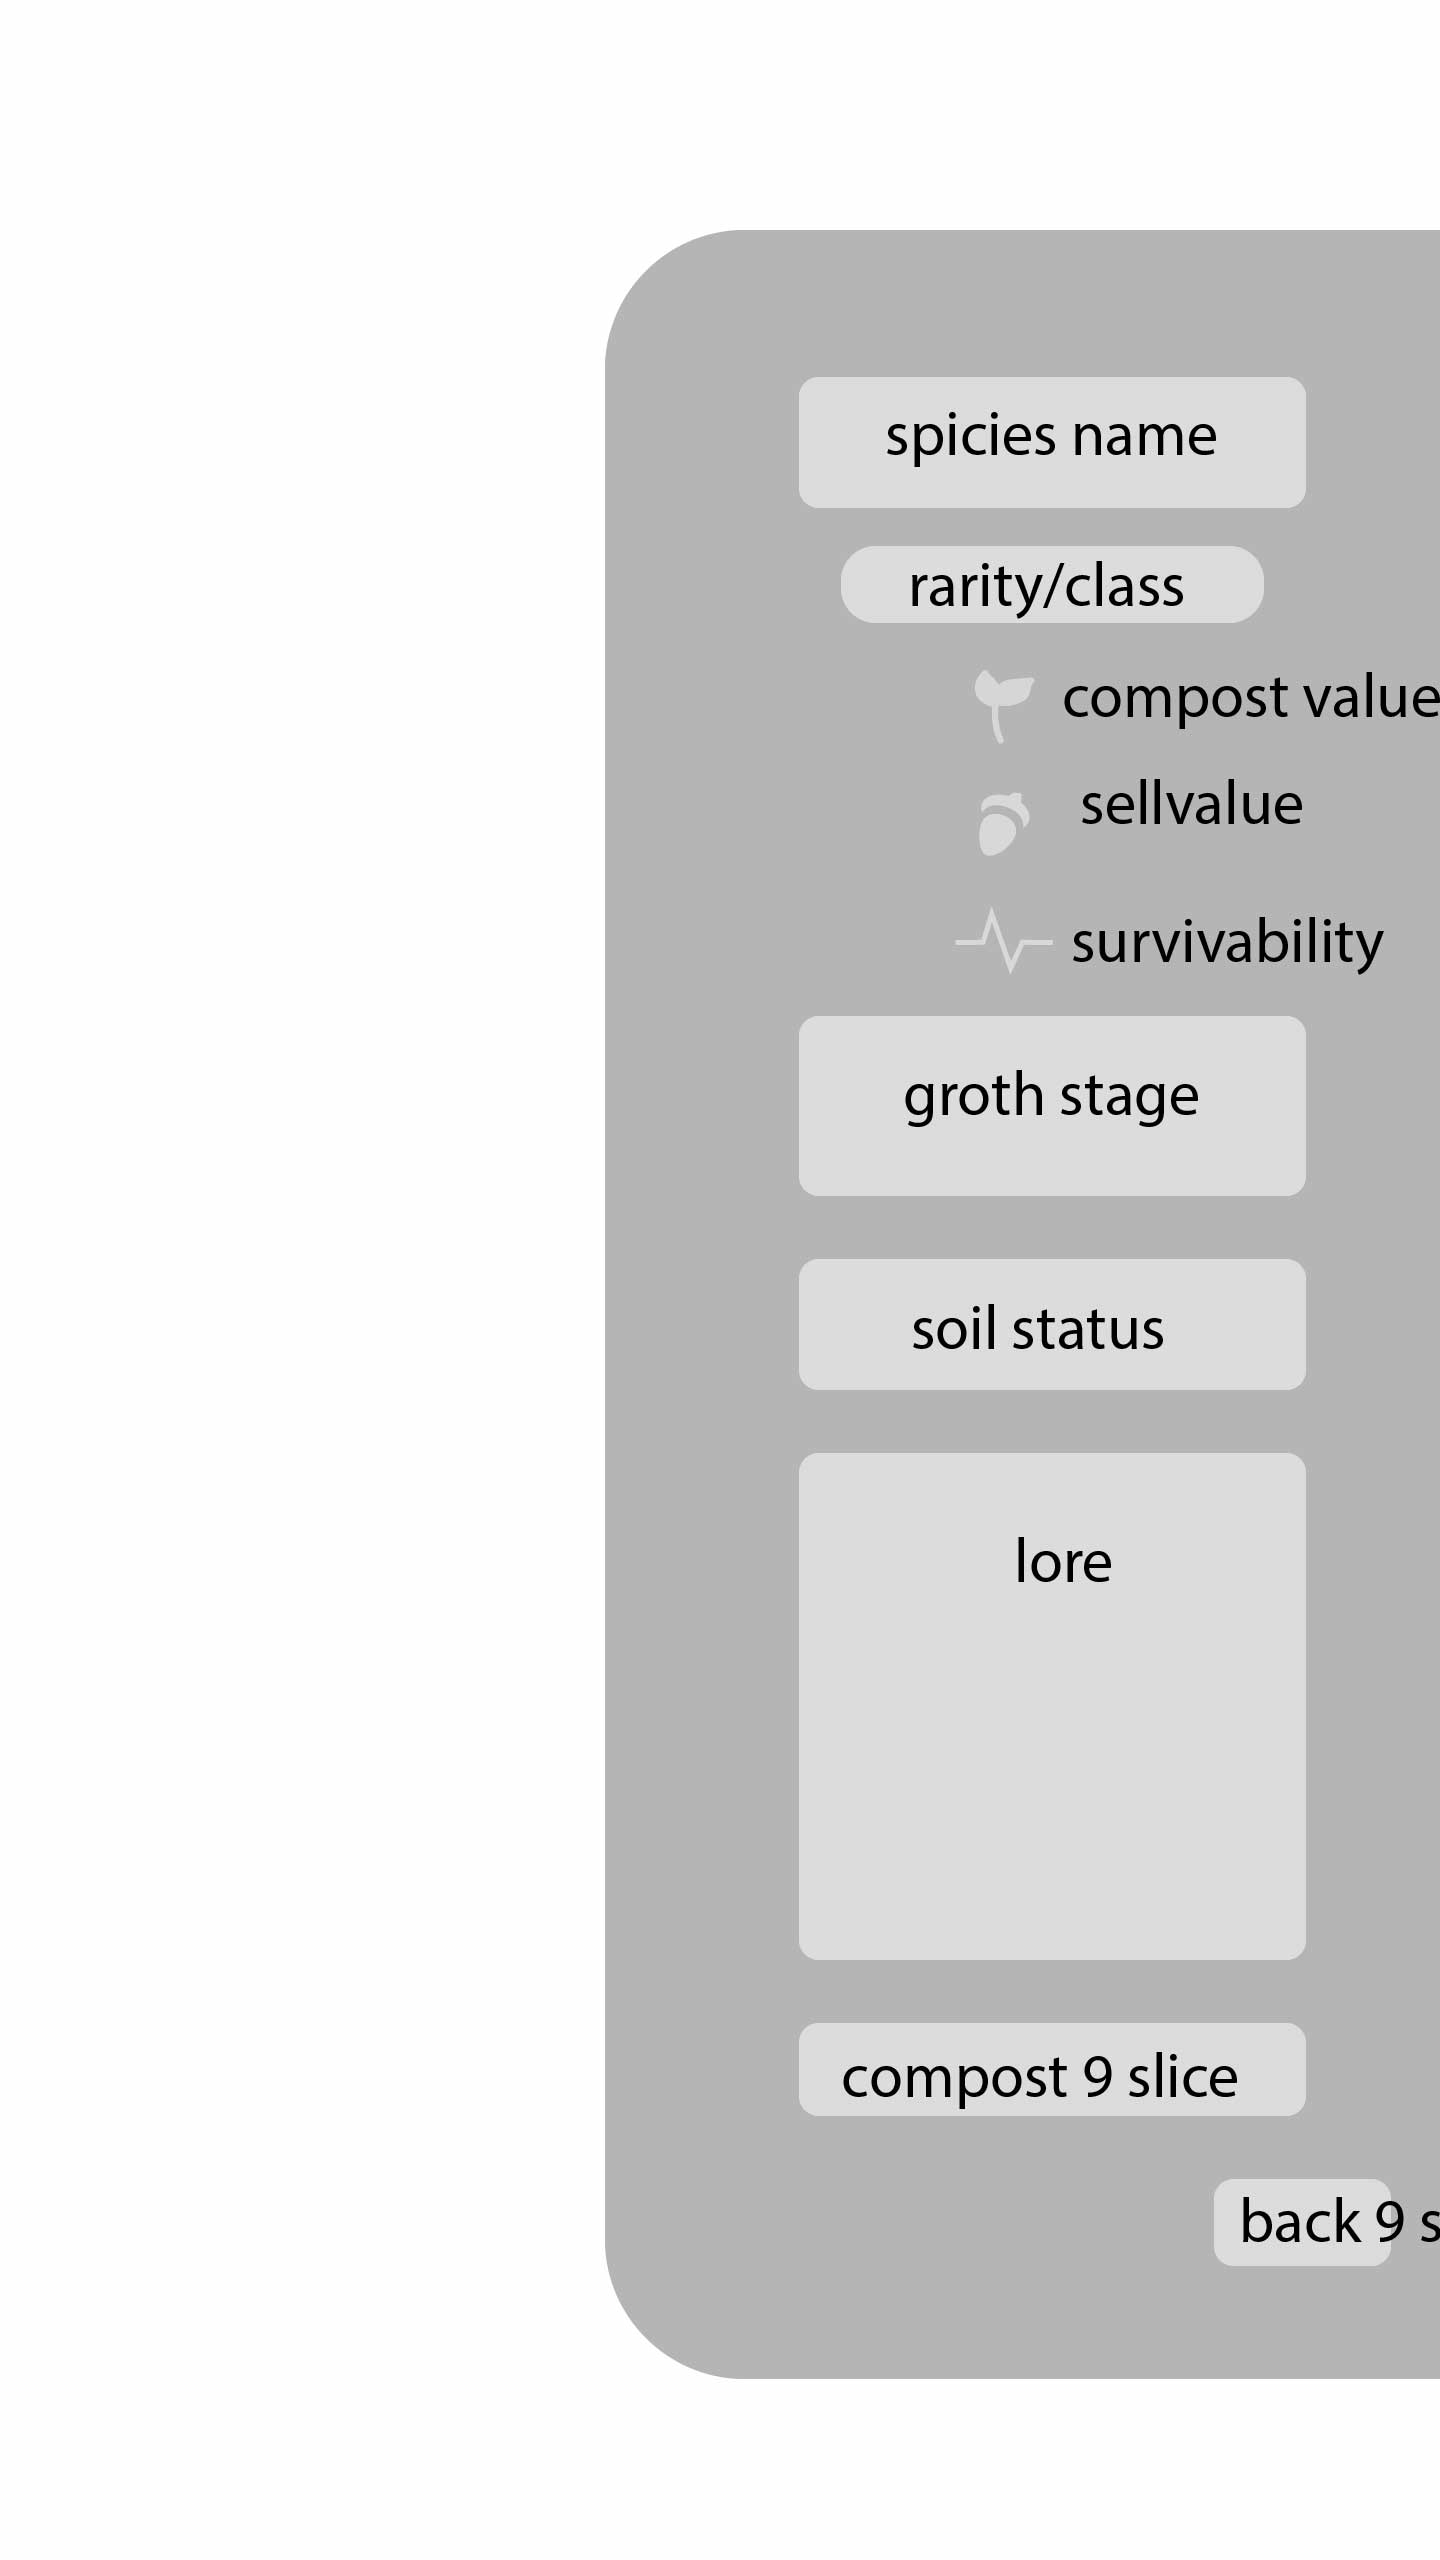 spicies name
rarity/class
compost value
sellvalue
survivability
groth stage
soil status
lore
compost 9 slice
back 9 s